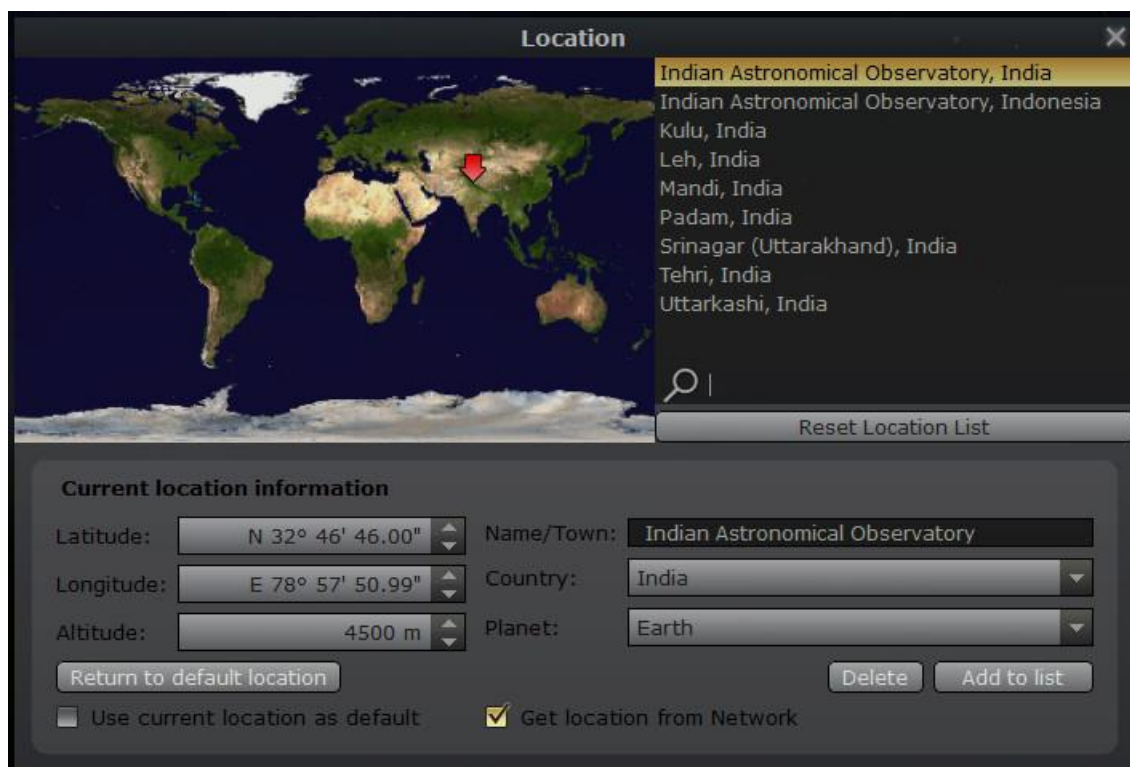 Location
Indian Astronomical Observatory, India
Indian Astronomical Observatory, Indonesia
Kulu, India
Leh, India
Mandi, India
Padam, India
Srinagar (Uttarakhand), India
Tehri, India
Uttarkashi, India
Reset Location List
Current location information
Latitude: N 32° 46' 46.00" Name/Town: Indian Astronomical Observatory
Longitude: E 78° 57' 50.99" Country: India
Altitude: 4500 m Planet: Earth
Return to default location Delete Add to list
Use current location as default Get location from Network